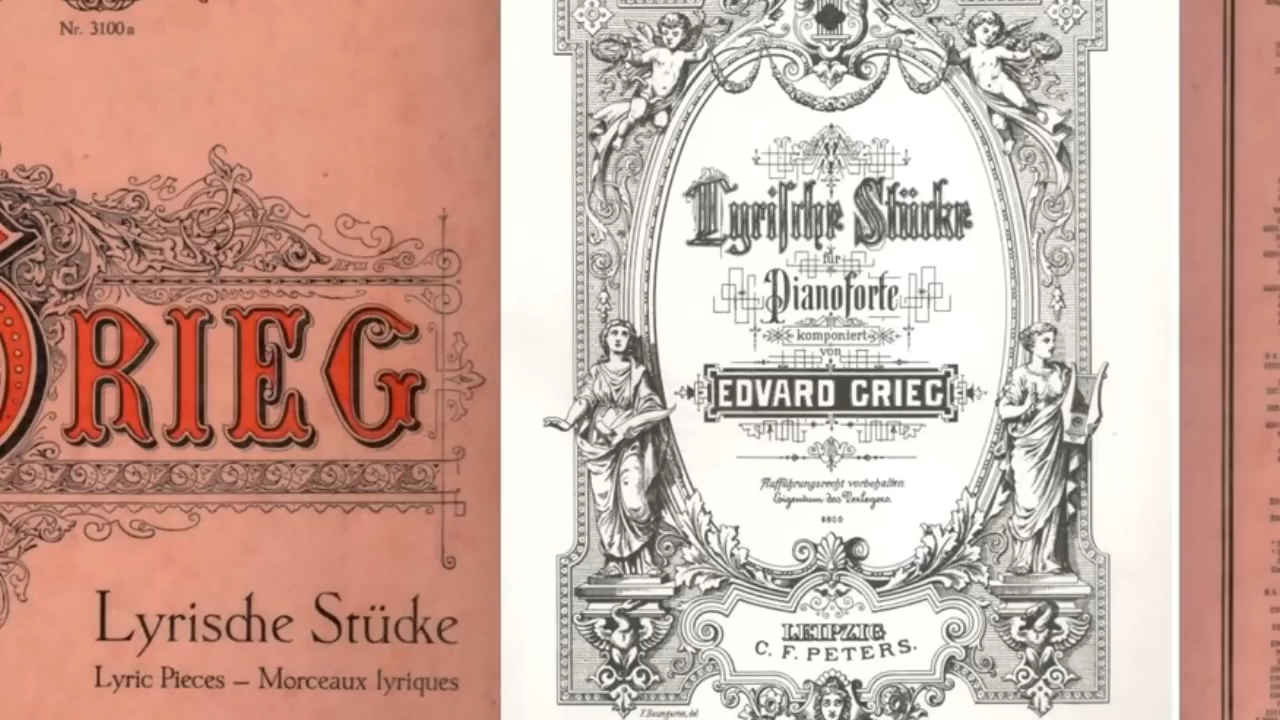 Nr. 3100a
GRIEG
Lyrische Stücke
Lyric Pieces – Morceaux lyriques
Lyrische Stücke
für
Pianoforte
komponiert
von
EDVARD GRIEG
Aufführungsrecht vorbehalten
Eigentum des Verlegers.
LEIPZIG
C. F. PETERS.